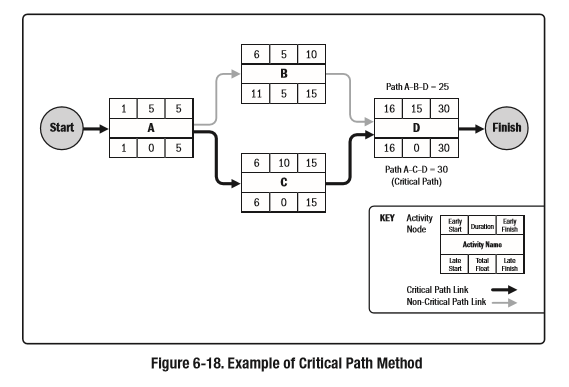 6 5 10
B
11 5 15
Path A-B-D = 25
1 5 5
A
1 0 5
16 15 30
D
16 0 30
Start
Finish
Path A-C-D = 30
(Critical Path)
6 10 15
C
6 0 15
KEY
Activity
Node
Early
Start
Duration
Early
Finish
Activity Name
Late
Start
Total
Float
Late
Finish
Critical Path Link
Non-Critical Path Link
Figure 6-18. Example of Critical Path Method